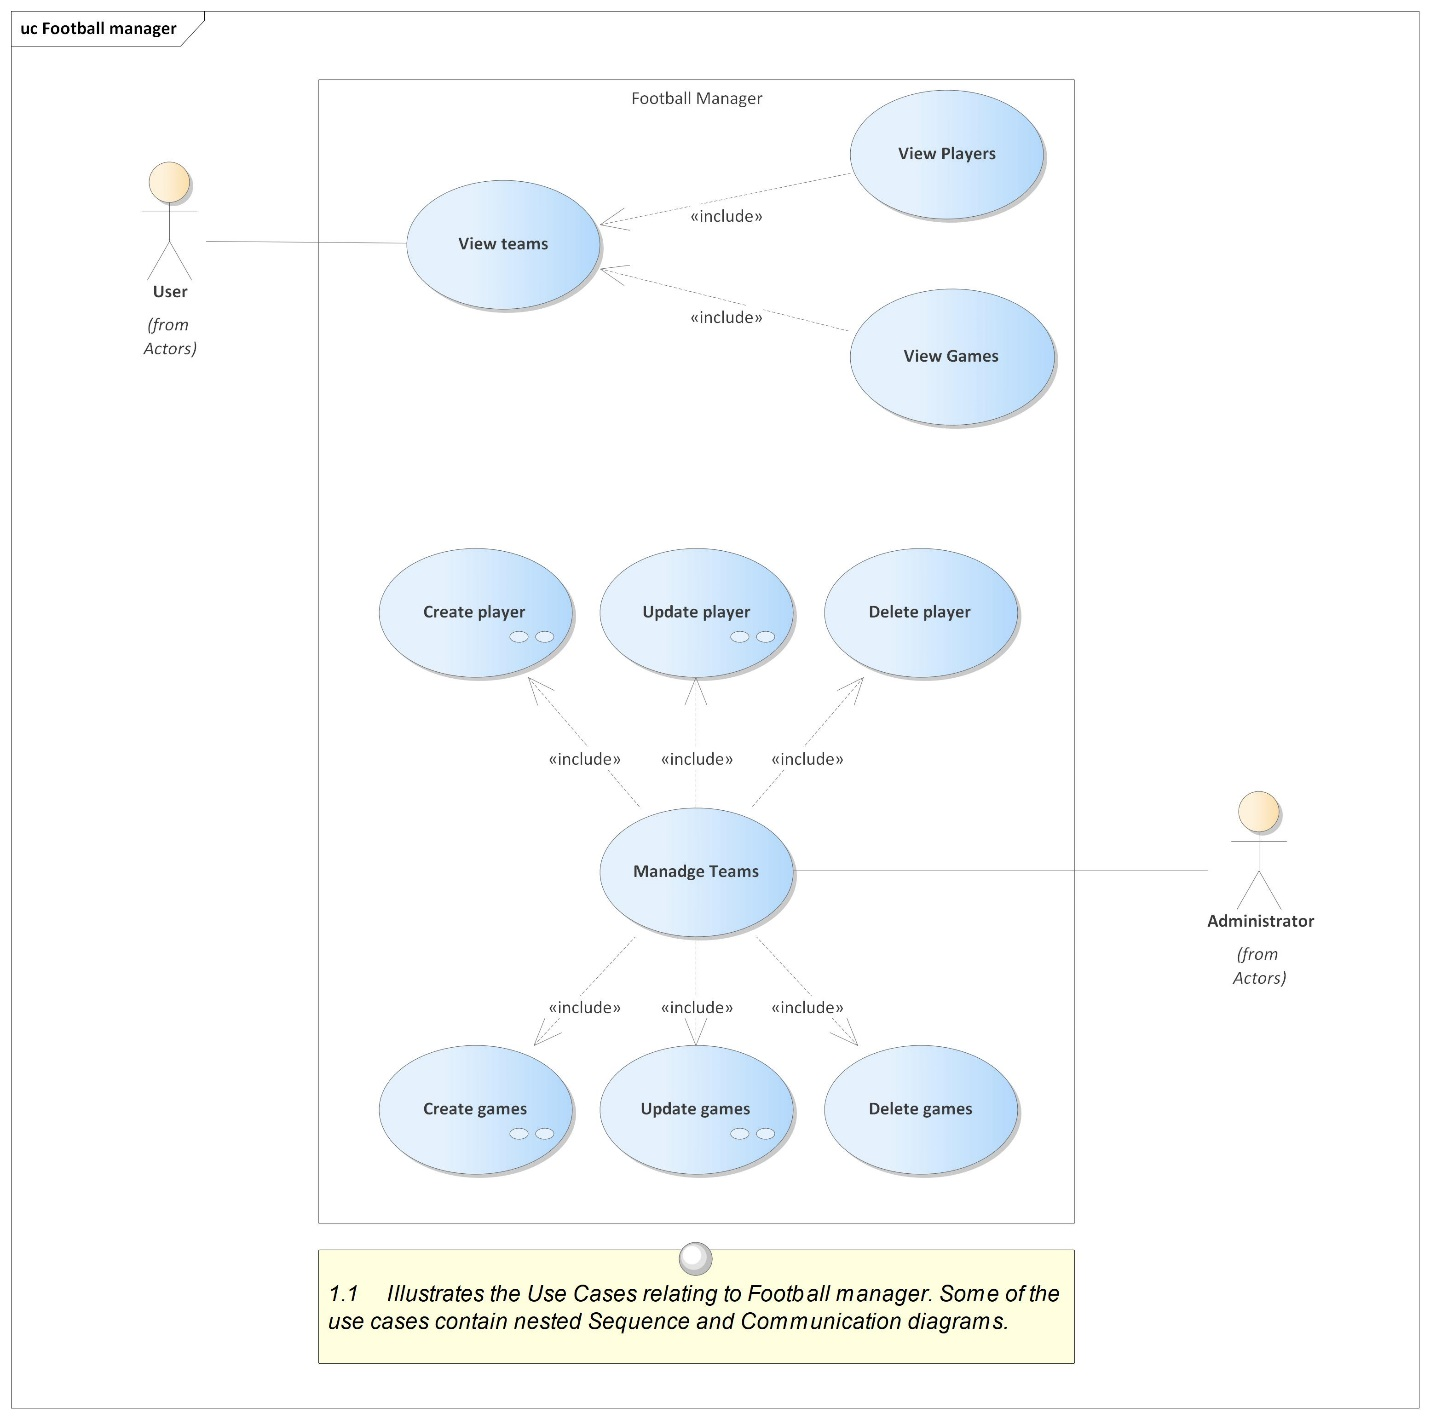 uc Football manager
Football Manager
View Players
«include»
View teams
User
(from
Actors)
«include»
View Games
Create player
Update player
Delete player
«include»
«include»
«include»
Manadge Teams
Administrator
(from
Actors)
«include»
«include»
«include»
Create games
Update games
Delete games
1.1 Illustrates the Use Cases relating to Football manager. Some of the
use cases contain nested Sequence and Communication diagrams.